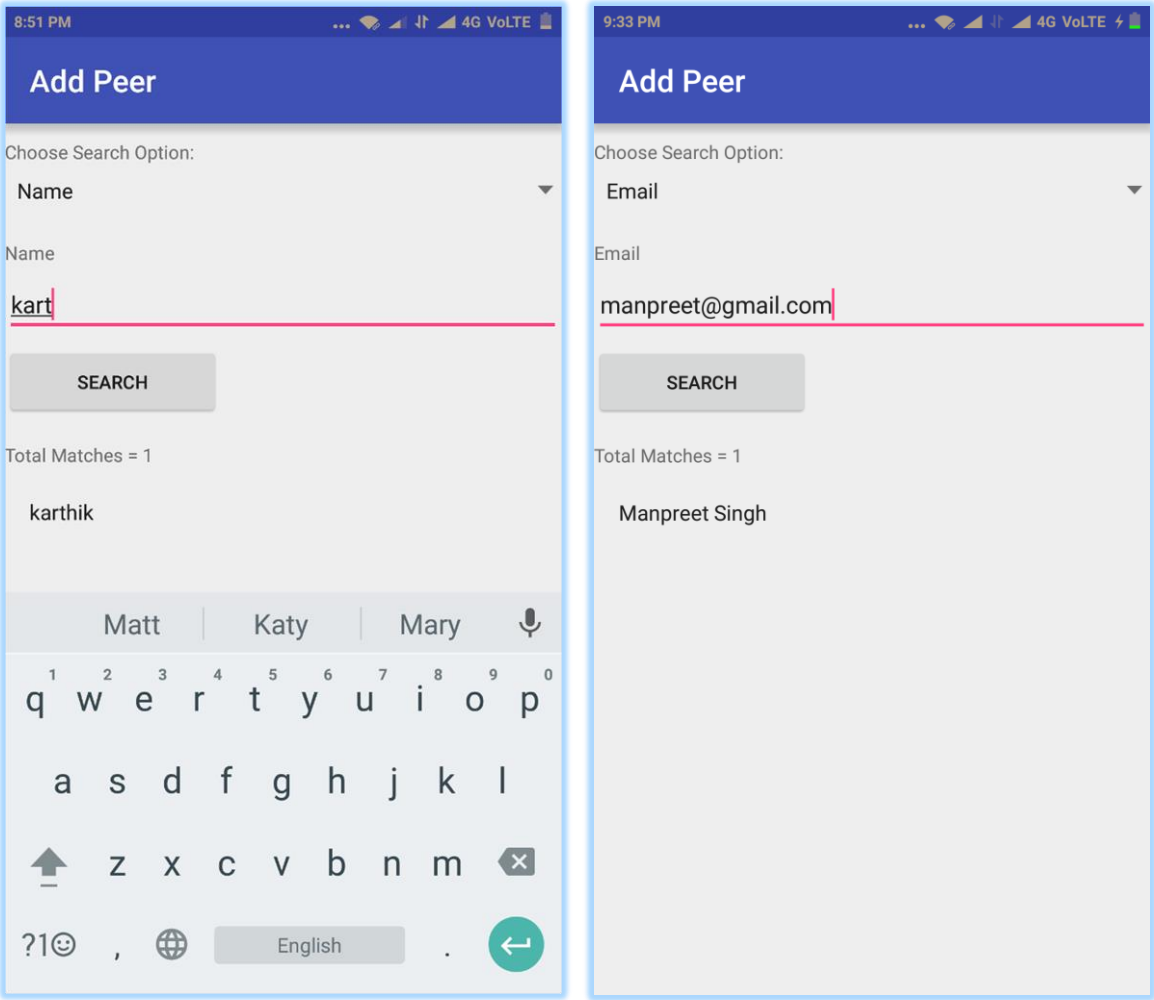 8:51 PM ... 4G VoLTE
Add Peer
Choose Search Option:
Name
Name
kart
SEARCH
Total Matches = 1
karthik
Matt Katy Mary
1 2 3 4 5 6 7 8 9 0
q w e r t y u i o p
a s d f g h j k l
z x c v b n m
?1☺ , English .
9:33 PM ... 4G VoLTE
Add Peer
Choose Search Option:
Email
Email
manpreet@gmail.com
SEARCH
Total Matches = 1
Manpreet Singh